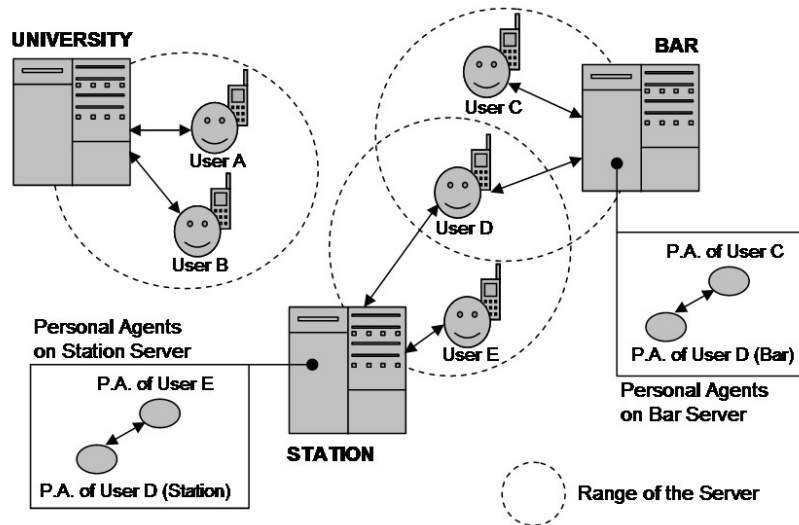 UNIVERSITY
BAR
User C
User A
User D
User B
P.A. of User C
P.A. of User D (Bar)
Personal Agents
on Station Server
User E
Personal Agents
on Bar Server
P.A. of User E
P.A. of User D (Station)
STATION
Range of the Server